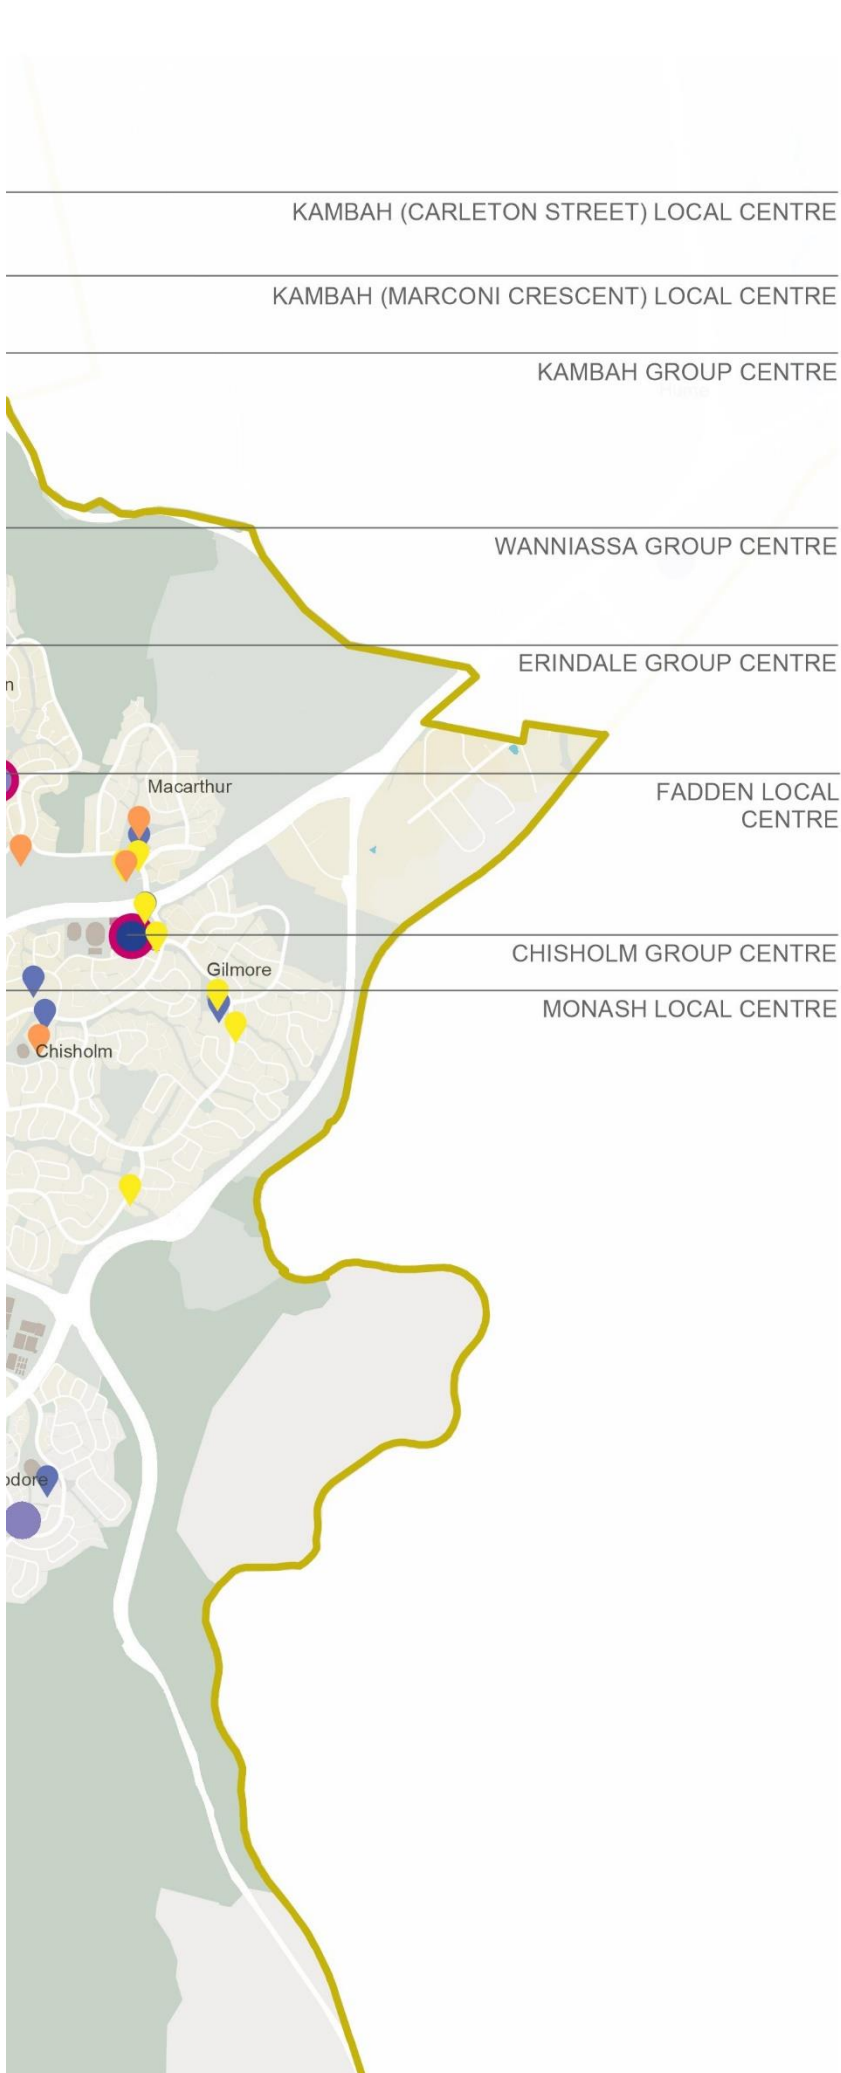 KAMBAH (CARLETON STREET) LOCAL CENTRE
KAMBAH (MARCONI CRESCENT) LOCAL CENTRE
KAMBAH GROUP CENTRE
WANNIASSA GROUP CENTRE
ERINDALE GROUP CENTRE
n
FADDEN LOCAL
CENTRE
Macarthur
CHISHOLM GROUP CENTRE
Gilmore
MONASH LOCAL CENTRE
Chisholm
odore